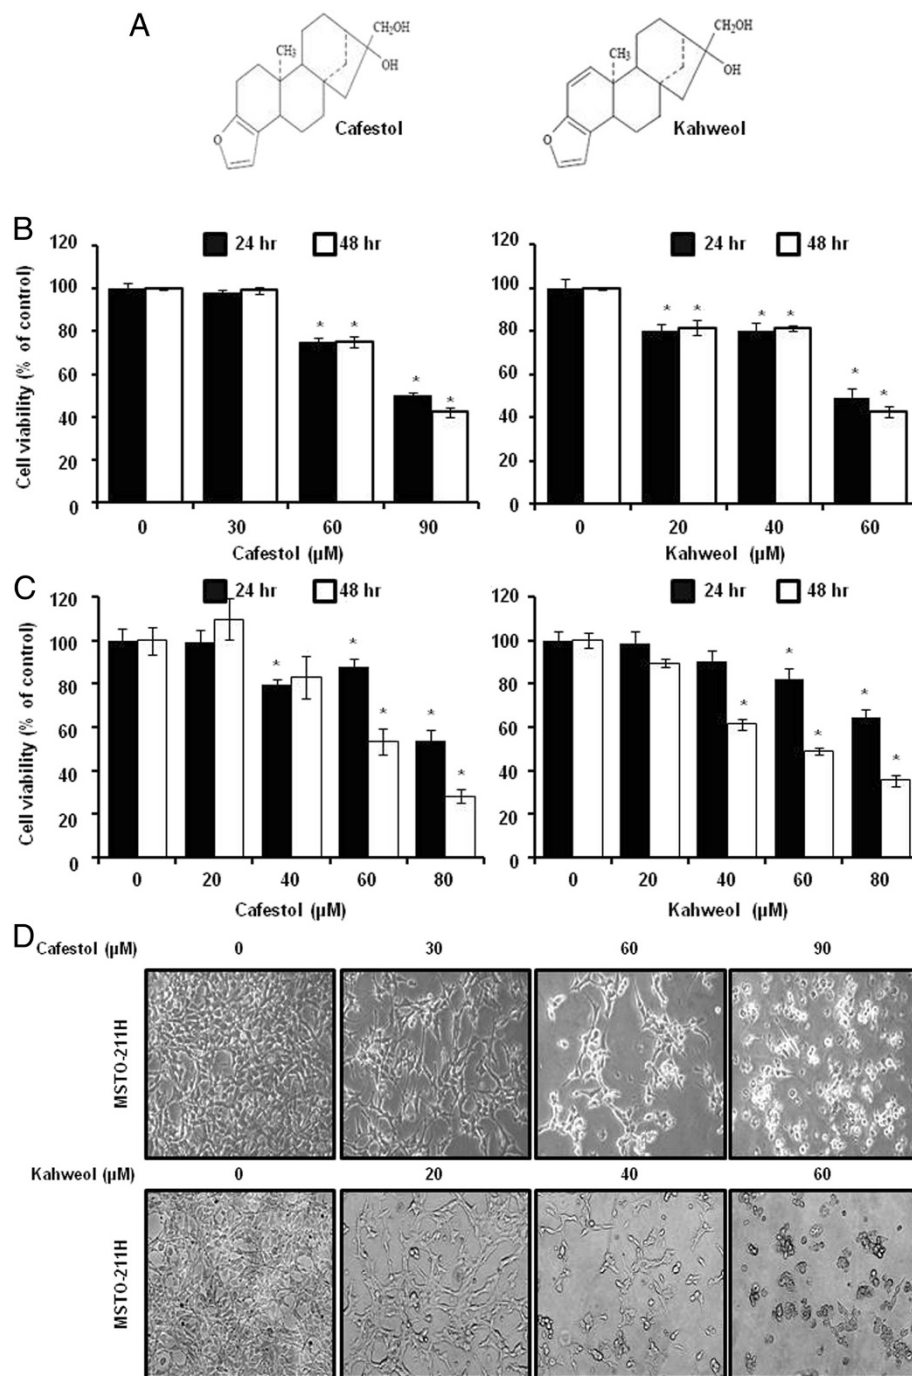 A
CH₃
CH₂OH
OH
O
Cafestol
CH₃
CH₂OH
OH
O
Kahweol
B
24 hr 48 hr
Cell viability (% of control)
120
100
80
60
40
20
0
* * * *
0 30 60 90
Cafestol (µM)
24 hr 48 hr
120
100
80
60
40
20
0
* * * * * *
0 20 40 60
Kahweol (µM)
C
24 hr 48 hr
Cell viability (% of control)
120
100
80
60
40
20
0
* * * * *
0 20 40 60 80
Cafestol (µM)
24 hr 48 hr
120
100
80
60
40
20
0
* * * * *
0 20 40 60 80
Kahweol (µM)
D
Cafestol (µM) 0 30 60 90
MSTO-211H
Kahweol (µM) 0 20 40 60
MSTO-211H